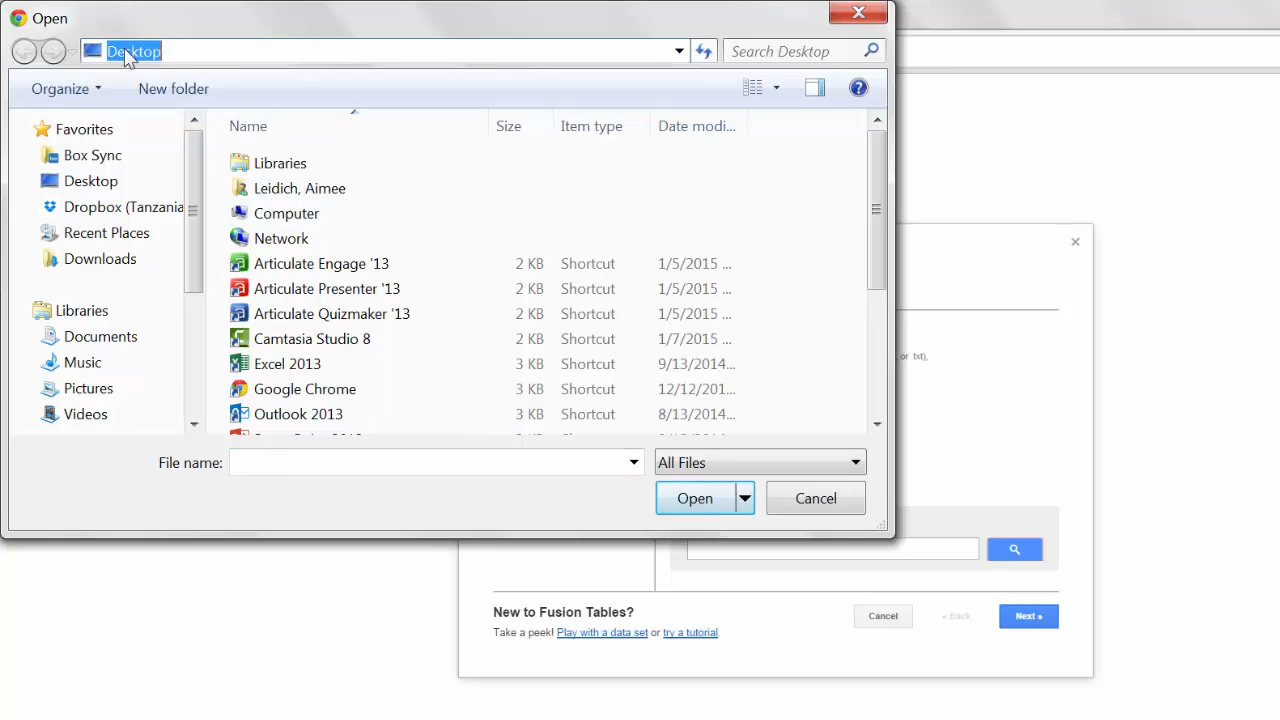 Open
Desktop
Search Desktop
Organize
New folder
Name Size Item type Date modi...
Favorites
Box Sync
Desktop
Dropbox (Tanzania
Recent Places
Downloads
Libraries
Documents
Music
Pictures
Videos
Libraries
Leidich, Aimee
Computer
Network
Articulate Engage '13 2 KB Shortcut 1/5/2015 ...
Articulate Presenter '13 2 KB Shortcut 1/5/2015 ...
Articulate Quizmaker '13 2 KB Shortcut 1/5/2015 ...
Camtasia Studio 8 2 KB Shortcut 1/7/2015 ...
Excel 2013 3 KB Shortcut 9/13/2014...
Google Chrome 3 KB Shortcut 12/12/201...
Outlook 2013 3 KB Shortcut 8/13/2014...
File name:
All Files
Open
Cancel
or txt),
New to Fusion Tables?
Take a peek! Play with a data set or try a tutorial.
Cancel
« Back
Next »